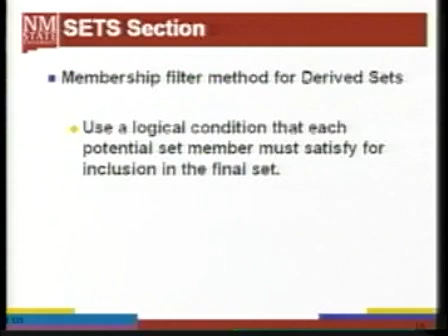 NM
STATE
SETS Section
Membership filter method for Derived Sets
Use a logical condition that each
potential set member must satisfy for
inclusion in the final set.